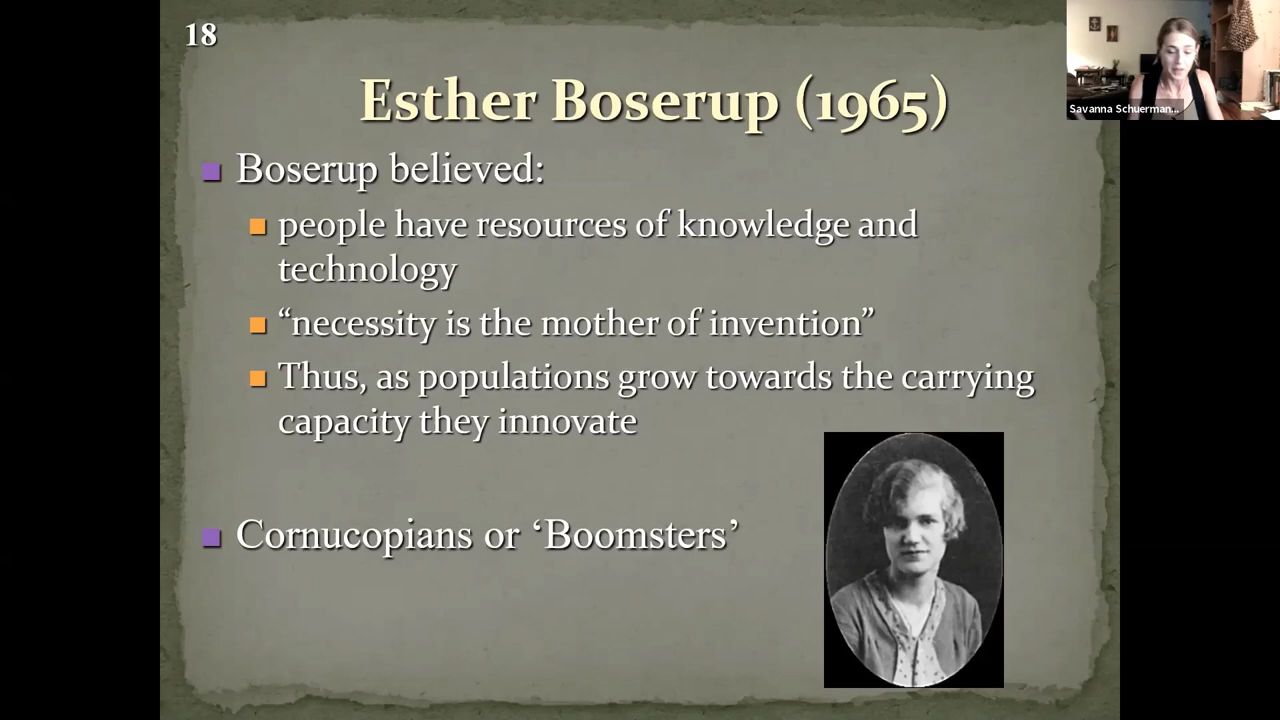 18
Esther Boserup (1965)
Boserup believed:
people have resources of knowledge and
technology
“necessity is the mother of invention”
Thus, as populations grow towards the carrying
capacity they innovate
Cornucopians or ‘Boomsters’
Savanna Schuerman...